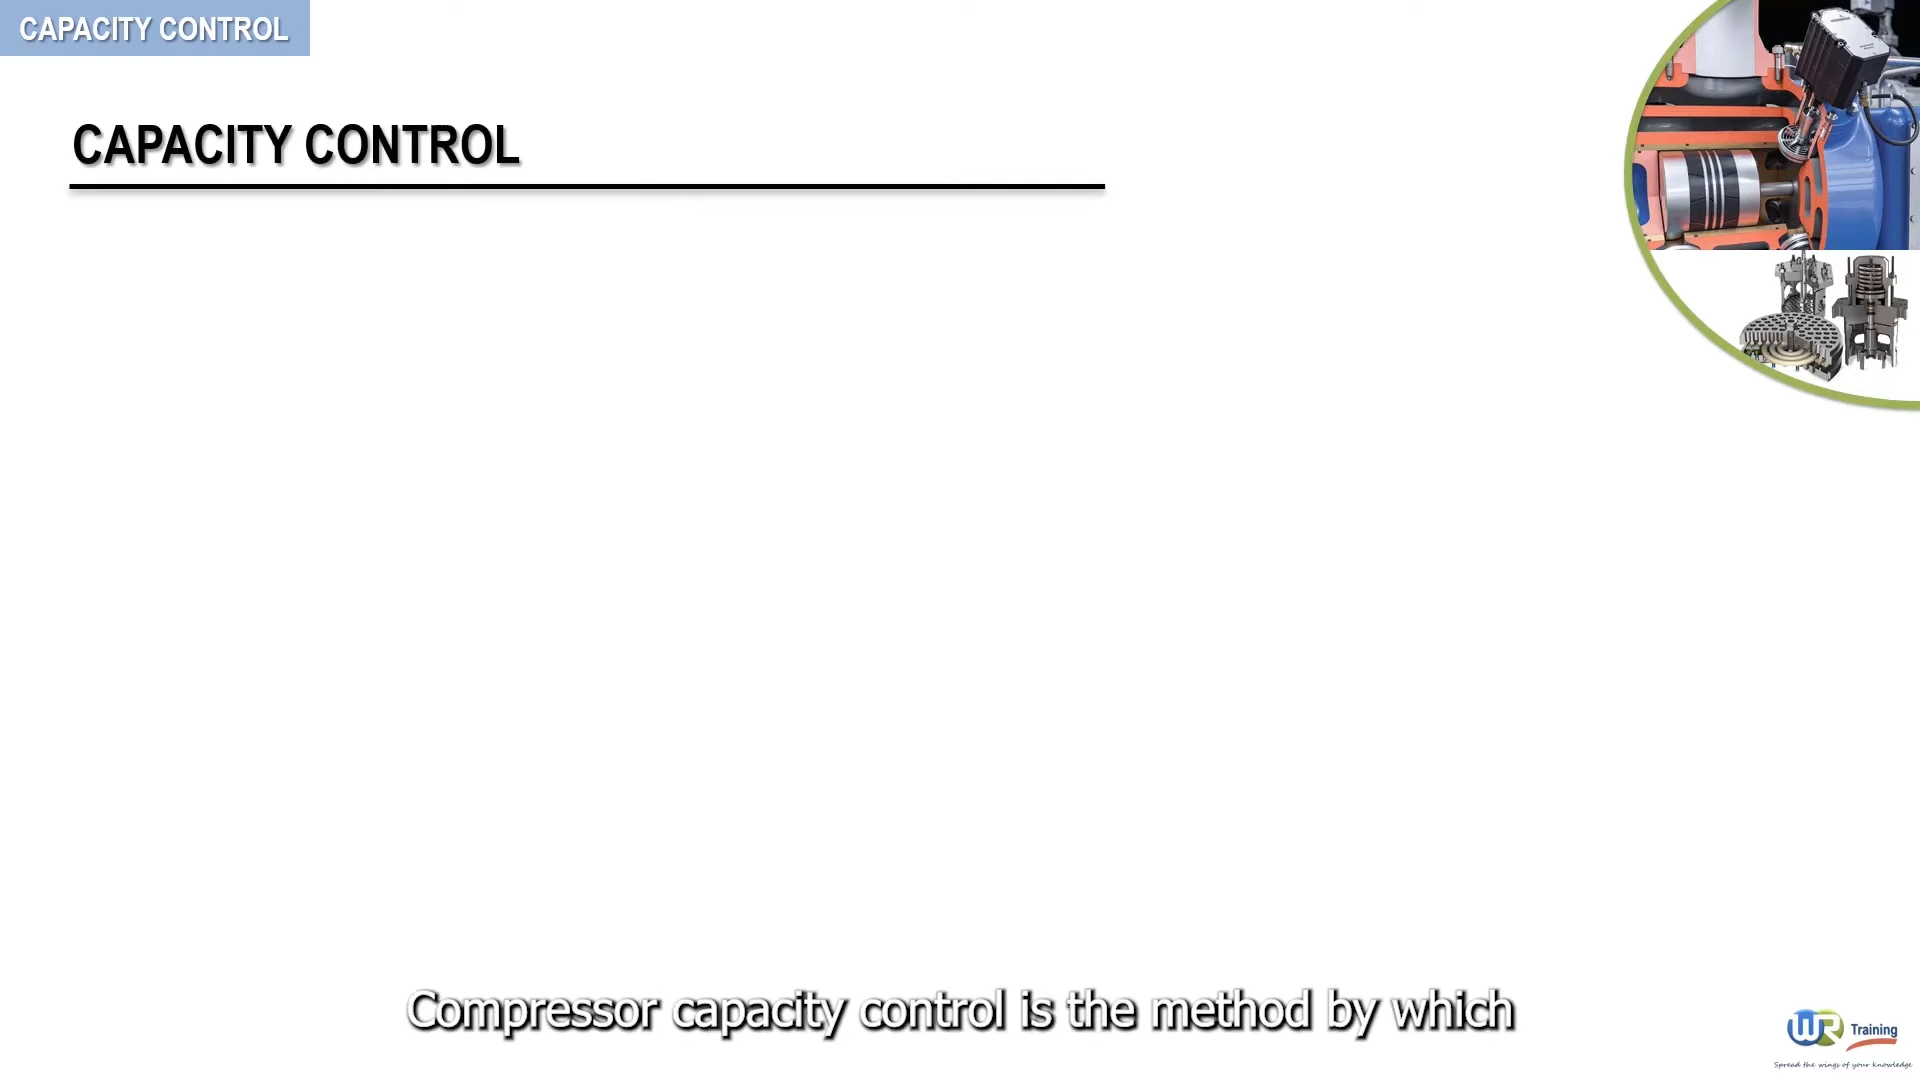 CAPACITY CONTROL
CAPACITY CONTROL
Compressor capacity control is the method by which
WR Training
Spread the wings of your knowledge